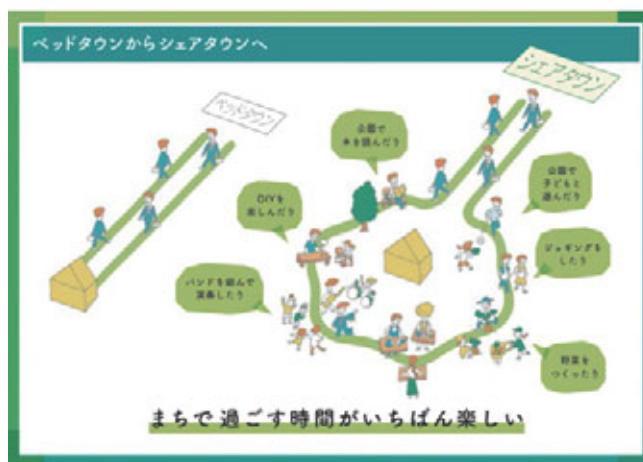 ベッドタウンからシェアタウンへ
ベッドタウン
シェアタウン
公園で
本を読んだり
公園で
子どもと
遊んだり
DIYを
楽しんだり
ジョギングを
したり
バンドを組んで
演奏したり
野菜を
つくったり
まちで過ごす時間がいちばん楽しい